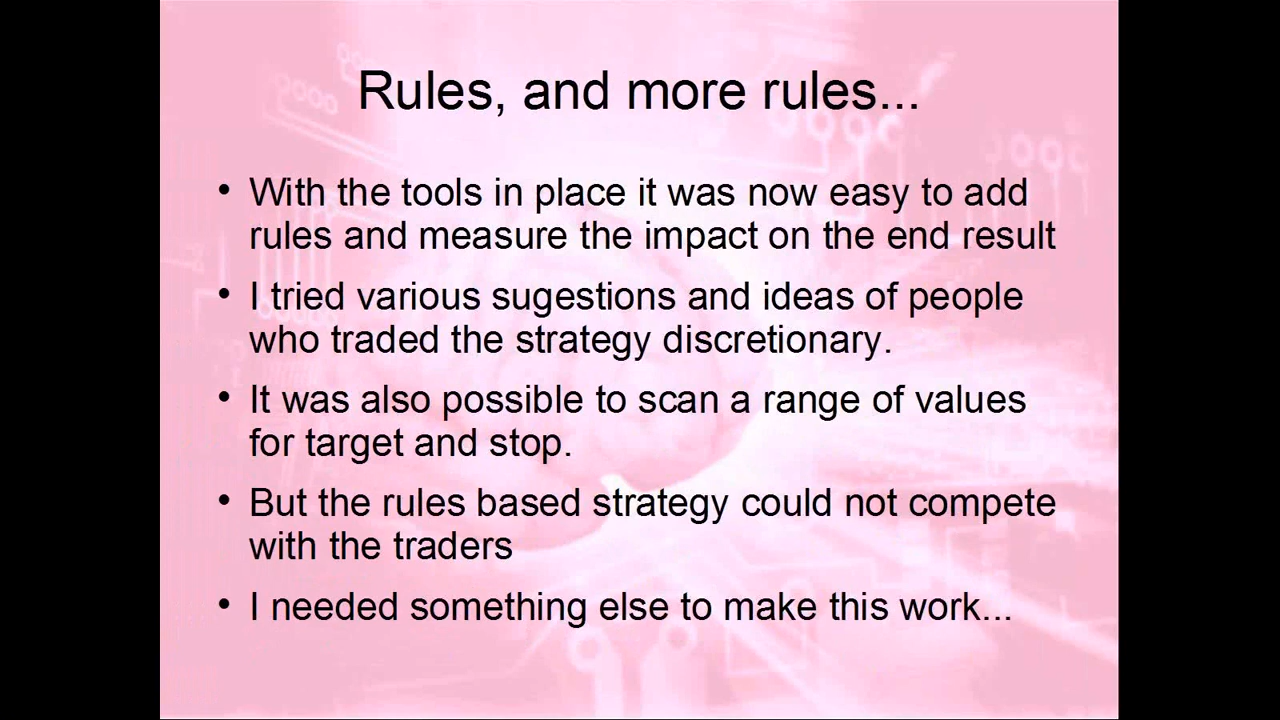 Rules, and more rules...
• With the tools in place it was now easy to add
rules and measure the impact on the end result
• I tried various sugestions and ideas of people
who traded the strategy discretionary.
• It was also possible to scan a range of values
for target and stop.
• But the rules based strategy could not compete
with the traders
• I needed something else to make this work...